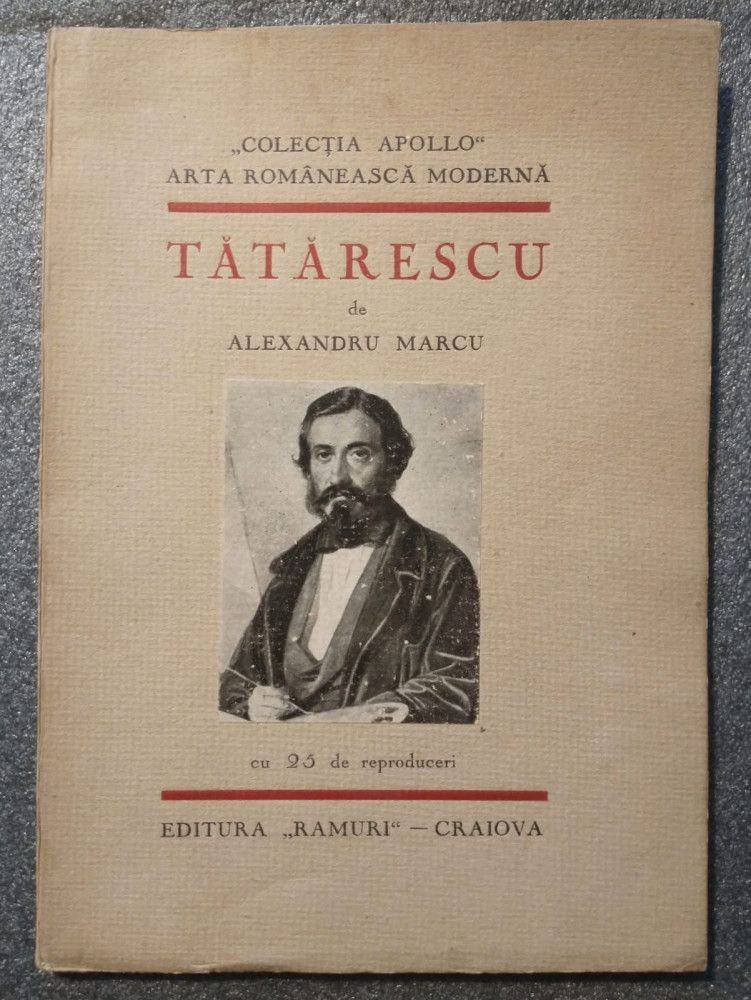 „COLECȚIA APOLLO“
ARTA ROMÂNEASCĂ MODERNĂ
TĂTĂRESCU
de
ALEXANDRU MARCU
cu 25 de reproduceri
EDITURA „RAMURI“ — CRAIOVA